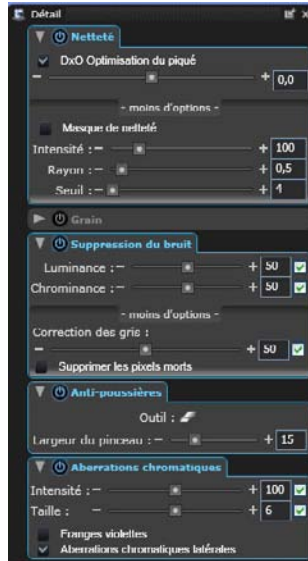 Détail
Netteté
DxO Optimisation du piqué
0,0
- moins d'options -
Masque de netteté
Intensité : 100
Rayon : 0,5
Seuil : 4
Grain
Suppression du bruit
Luminance : 50
Chrominance : 50
- moins d'options -
Correction des gris :
50
Supprimer les pixels morts
Anti-poussières
Outil :
Largeur du pinceau : 15
Aberrations chromatiques
Intensité : 100
Taille : 6
Franges violettes
Aberrations chromatiques latérales